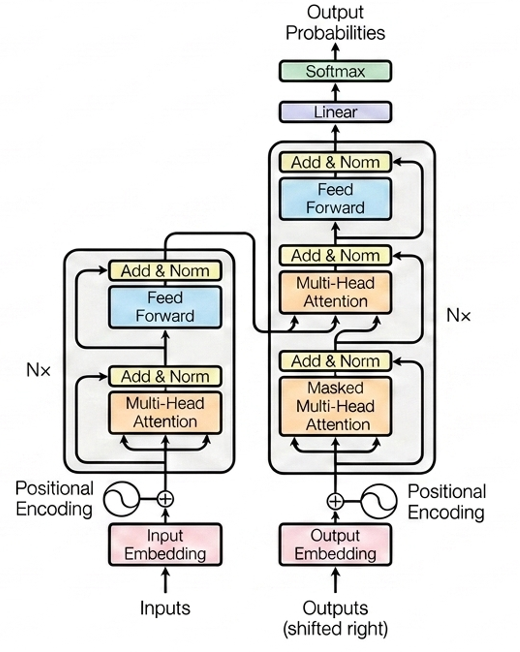 Output
Probabilities
Softmax
Linear
Add & Norm
Feed
Forward
Add & Norm
Multi-Head
Attention
Add & Norm
Masked
Multi-Head
Attention
N×
Positional
Encoding
Output
Embedding
Outputs
(shifted right)
Add & Norm
Feed
Forward
Add & Norm
Multi-Head
Attention
N×
Positional
Encoding
Input
Embedding
Inputs